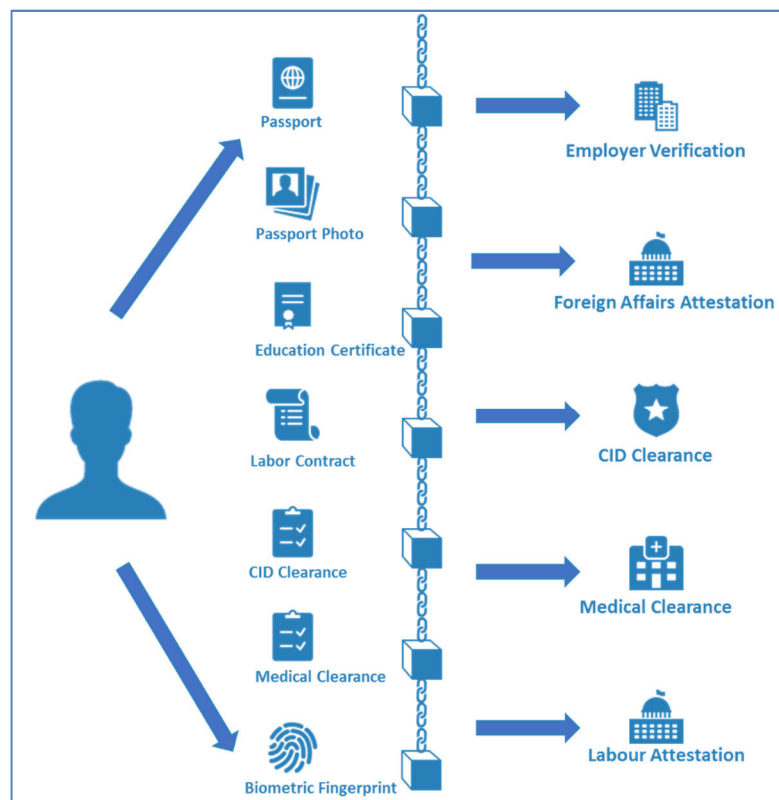 Passport
Passport Photo
Education Certificate
Labor Contract
CID Clearance
Medical Clearance
Biometric Fingerprint
Employer Verification
Foreign Affairs Attestation
CID Clearance
Medical Clearance
Labour Attestation